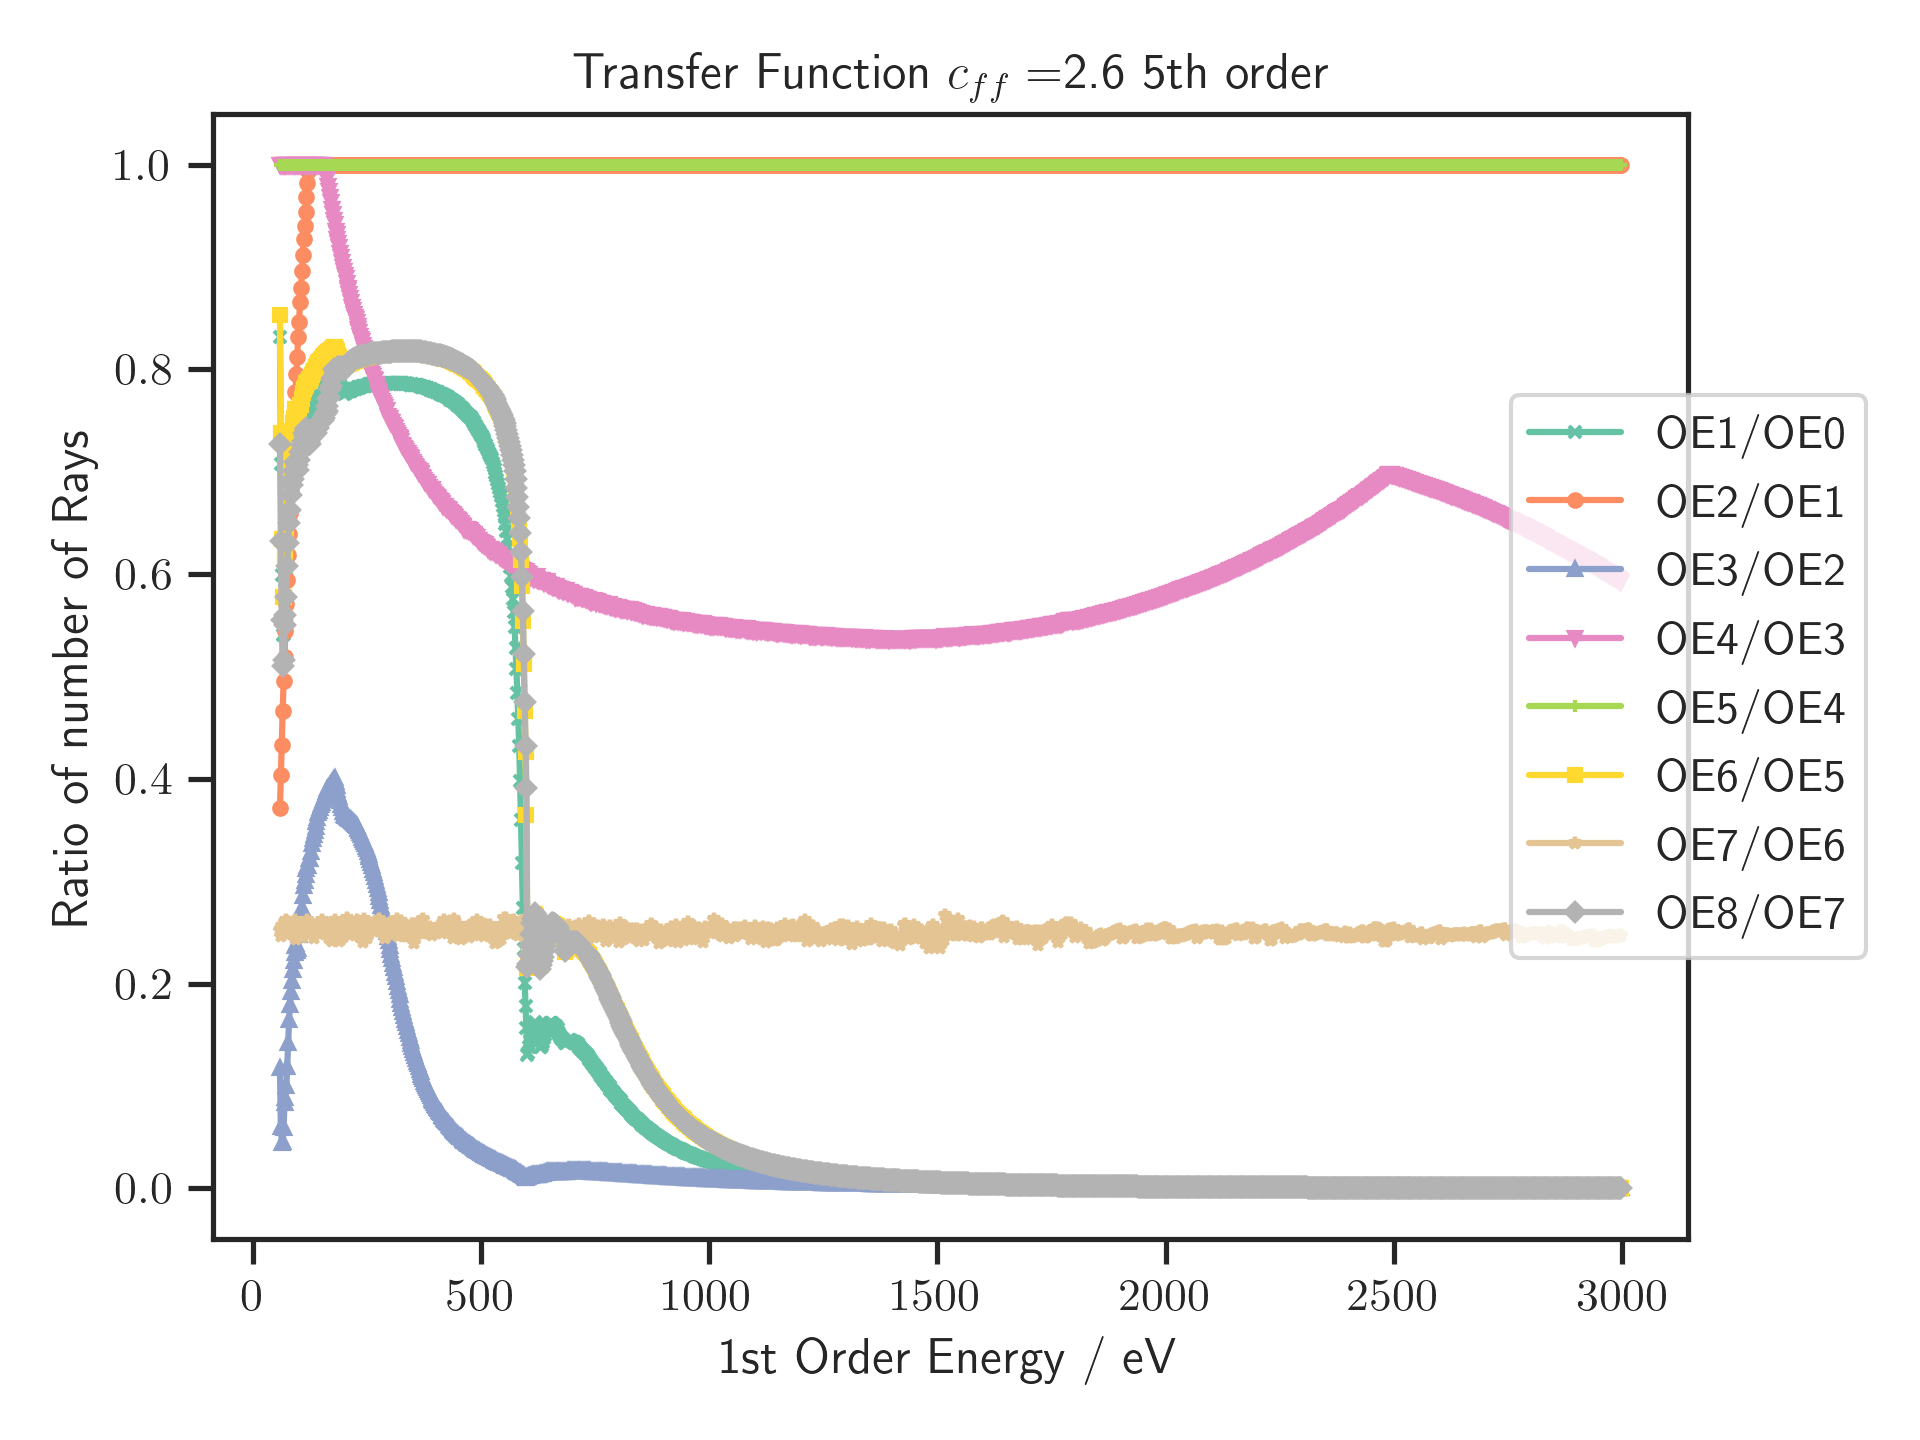 Transfer Function c_ff =2.6 5th order
Ratio of number of Rays
1.0
0.8
0.6
0.4
0.2
0.0
0 500 1000 1500 2000 2500 3000
1st Order Energy / eV
OE1/OE0
OE2/OE1
OE3/OE2
OE4/OE3
OE5/OE4
OE6/OE5
OE7/OE6
OE8/OE7